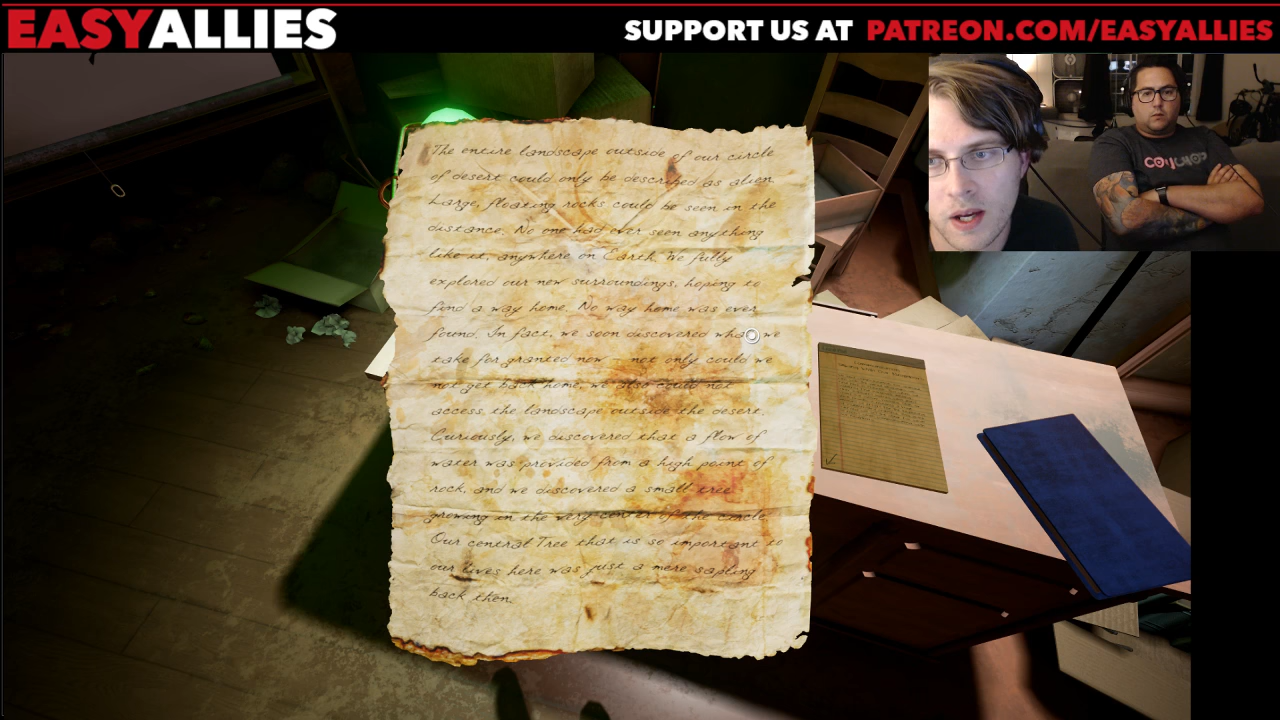 EASYALLIES
SUPPORT US AT PATREON.COM/EASYALLIES
The entire landscape outside of our circle
of desert could only be described as alien.
Large, floating rocks could be seen in the
distance. No one had ever seen anything
like it, anywhere on Earth. We fully
explored our new surroundings, hoping to
find a way home. No way home was ever
found. In fact, we soon discovered what we
take for granted now - not only could we
not get back home, we also could not
access the landscape outside the desert.
Curiously, we discovered that a flow of
water was provided from a high point of
rock, and we discovered a small tree
growing in the very center of the circle.
Our central Tree that is so important to
our lives here was just a mere sapling
back then.